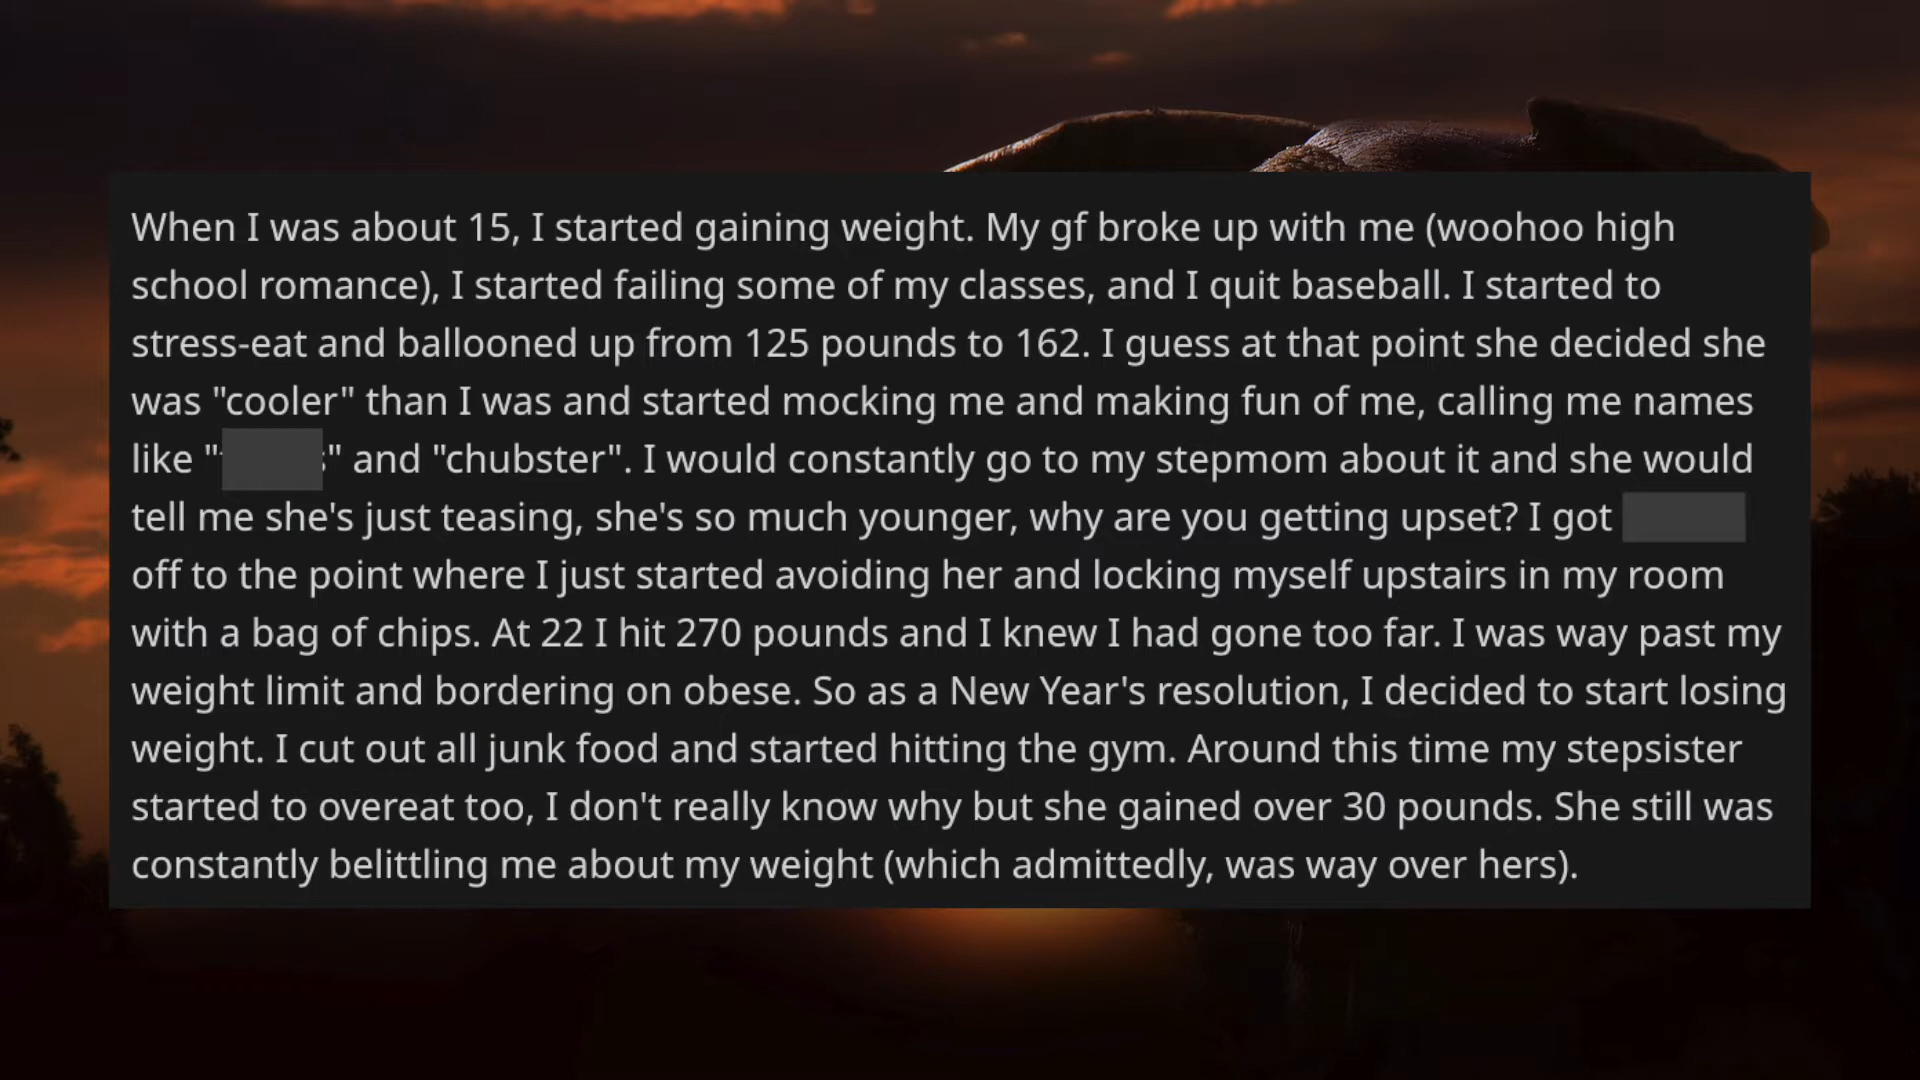 When I was about 15, I started gaining weight. My gf broke up with me (woohoo high
school romance), I started failing some of my classes, and I quit baseball. I started to
stress-eat and ballooned up from 125 pounds to 162. I guess at that point she decided she
was "cooler" than I was and started mocking me and making fun of me, calling me names
like "" and "chubster". I would constantly go to my stepmom about it and she would
tell me she's just teasing, she's so much younger, why are you getting upset? I got
off to the point where I just started avoiding her and locking myself upstairs in my room
with a bag of chips. At 22 I hit 270 pounds and I knew I had gone too far. I was way past my
weight limit and bordering on obese. So as a New Year's resolution, I decided to start losing
weight. I cut out all junk food and started hitting the gym. Around this time my stepsister
started to overeat too, I don't really know why but she gained over 30 pounds. She still was
constantly belittling me about my weight (which admittedly, was way over hers).